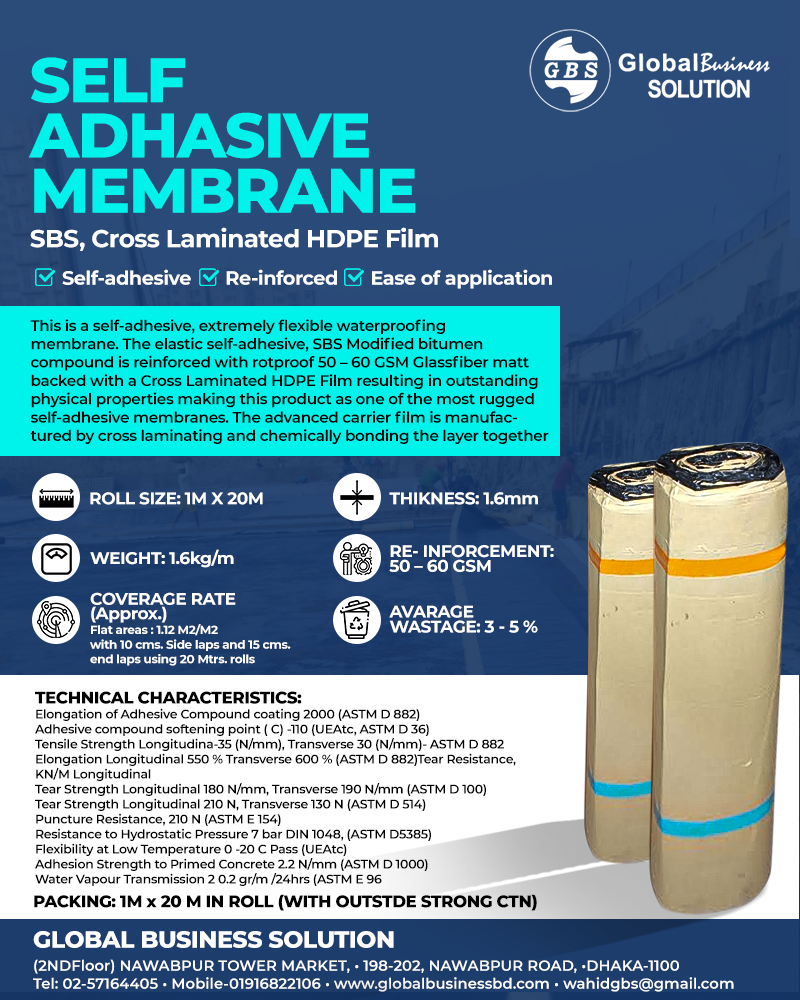 GBS GlobalBusiness
SOLUTION
SELF
ADHASIVE
MEMBRANE
SBS, Cross Laminated HDPE Film
Self-adhesive Re-inforced Ease of application
This is a self-adhesive, extremely flexible waterproofing
membrane. The elastic self-adhesive, SBS Modified bitumen
compound is reinforced with rotproof 50 – 60 GSM Glassfiber matt
backed with a Cross Laminated HDPE Film resulting in outstanding
physical properties making this product as one of the most rugged
self-adhesive membranes. The advanced carrier film is manufac-
tured by cross laminating and chemically bonding the layer together
ROLL SIZE: 1M X 20M
THIKNESS: 1.6mm
WEIGHT: 1.6kg/m
RE- INFORCEMENT:
50 – 60 GSM
COVERAGE RATE
(Approx.)
Flat areas : 1.12 M2/M2
with 10 cms. Side laps and 15 cms.
end laps using 20 Mtrs. rolls
AVARAGE
WASTAGE: 3 - 5 %
TECHNICAL CHARACTERISTICS:
Elongation of Adhesive Compound coating 2000 (ASTM D 882)
Adhesive compound softening point ( C) -110 (UEAtc, ASTM D 36)
Tensile Strength Longitudina-35 (N/mm), Transverse 30 (N/mm)- ASTM D 882
Elongation Longitudinal 550 % Transverse 600 % (ASTM D 882)Tear Resistance,
KN/M Longitudinal
Tear Strength Longitudinal 180 N/mm, Transverse 190 N/mm (ASTM D 100)
Tear Strength Longitudinal 210 N, Transverse 130 N (ASTM D 514)
Puncture Resistance, 210 N (ASTM E 154)
Resistance to Hydrostatic Pressure 7 bar DIN 1048, (ASTM D5385)
Flexibility at Low Temperature 0 -20 C Pass (UEAtc)
Adhesion Strength to Primed Concrete 2.2 N/mm (ASTM D 1000)
Water Vapour Transmission 2 0.2 gr/m /24hrs (ASTM E 96
PACKING: 1M x 20 M IN ROLL (WITH OUTSTDE STRONG CTN)
GLOBAL BUSINESS SOLUTION
(2NDFloor) NAWABPUR TOWER MARKET, • 198-202, NAWABPUR ROAD, •DHAKA-1100
Tel: 02-57164405 • Mobile-01916822106 • www.globalbusinessbd.com • wahidgbs@gmail.com